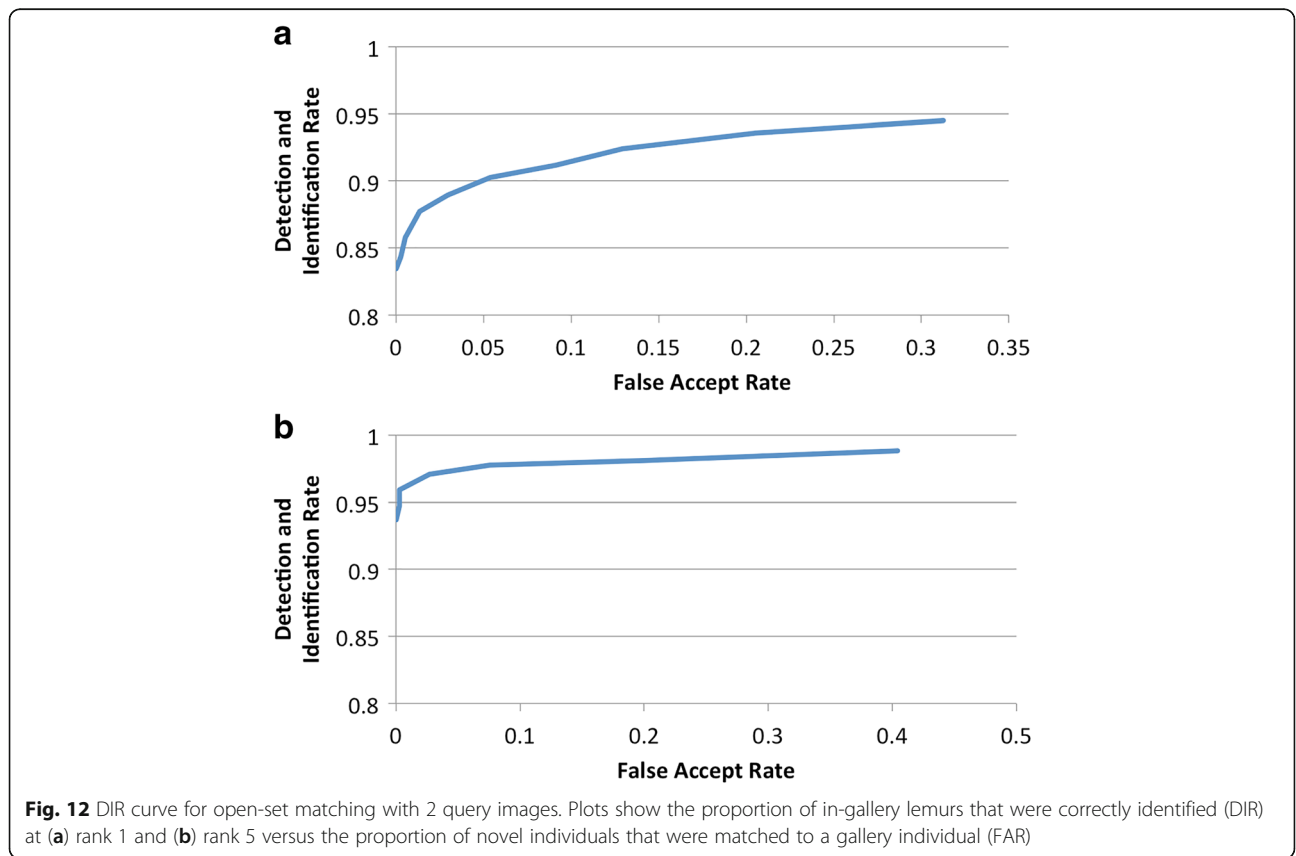 a
1
0.95
0.9
0.85
0.8
Detection and
Identification Rate
0 0.05 0.1 0.15 0.2 0.25 0.3 0.35
False Accept Rate
b
1
0.95
0.9
0.85
0.8
Detection and
Identification Rate
0 0.1 0.2 0.3 0.4 0.5
False Accept Rate
Fig. 12 DIR curve for open-set matching with 2 query images. Plots show the proportion of in-gallery lemurs that were correctly identified (DIR)
at (a) rank 1 and (b) rank 5 versus the proportion of novel individuals that were matched to a gallery individual (FAR)